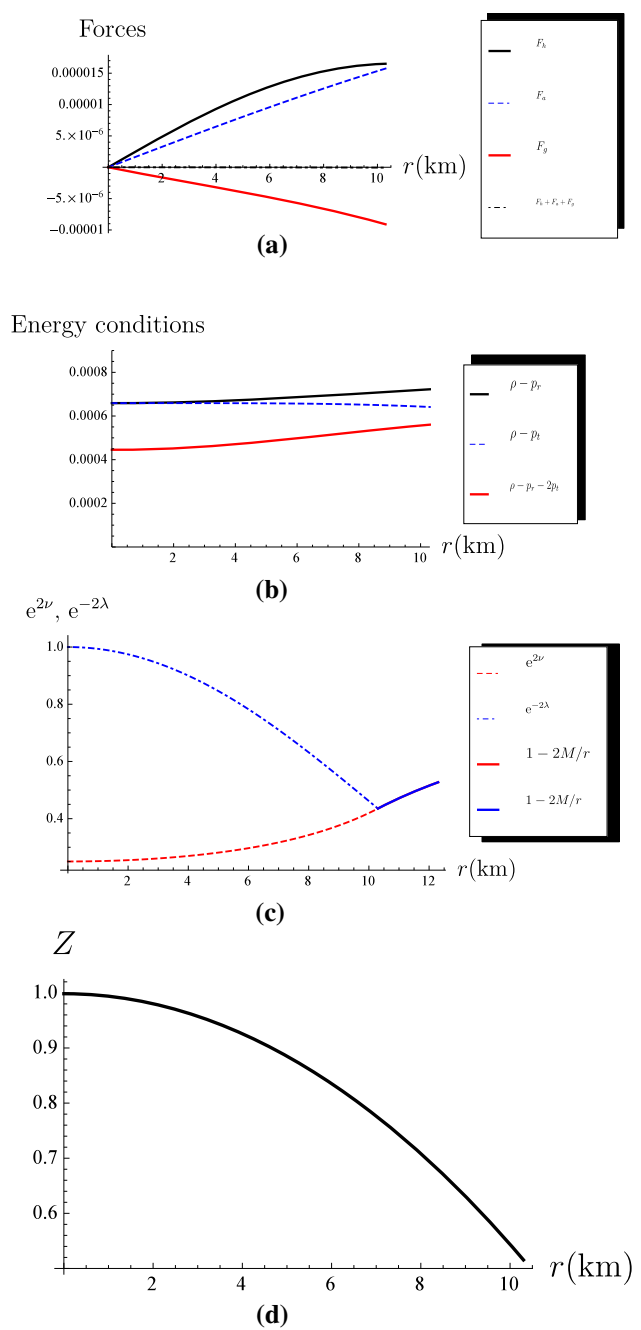 Forces
0.000015
0.00001
5.×10⁻⁶
−5.×10⁻⁶
−0.00001
2 4 6 8 10
r(km)
F_h
F_a
F_g
F_h + F_a + F_g
(a)
Energy conditions
0.0008
0.0006
0.0004
0.0002
2 4 6 8 10
r(km)
ρ − p_r
ρ − p_t
ρ − p_r − 2p_t
(b)
e^{2ν}, e^{−2λ}
1.0
0.8
0.6
0.4
2 4 6 8 10 12
r(km)
e^{2ν}
e^{−2λ}
1 − 2M/r
1 − 2M/r
(c)
Z
1.0
0.9
0.8
0.7
0.6
2 4 6 8 10
r(km)
(d)